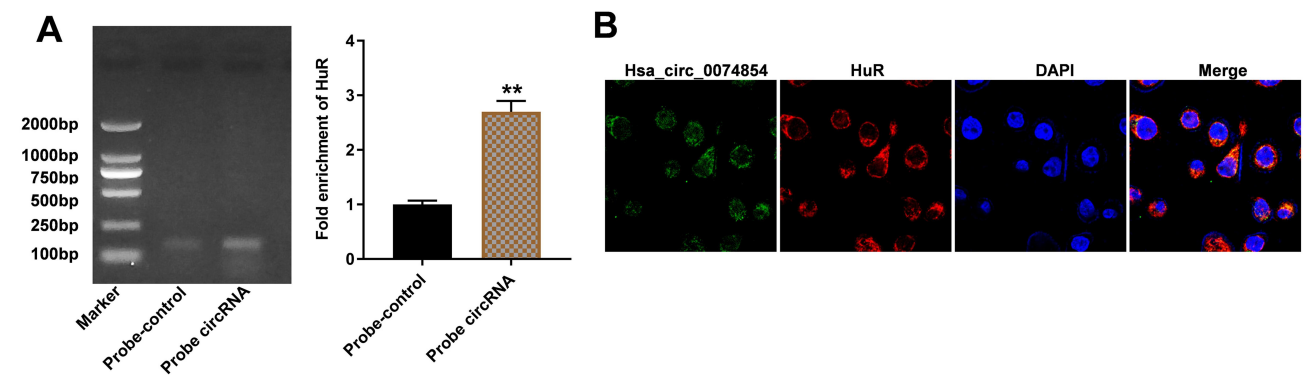 A
2000bp
1000bp
750bp
500bp
250bp
100bp
Marker
Probe-control
Probe circRNA
Fold enrichment of HuR
4
3
2
1
0
**
Probe-control
Probe circRNA
B
Hsa_circ_0074854
HuR
DAPI
Merge